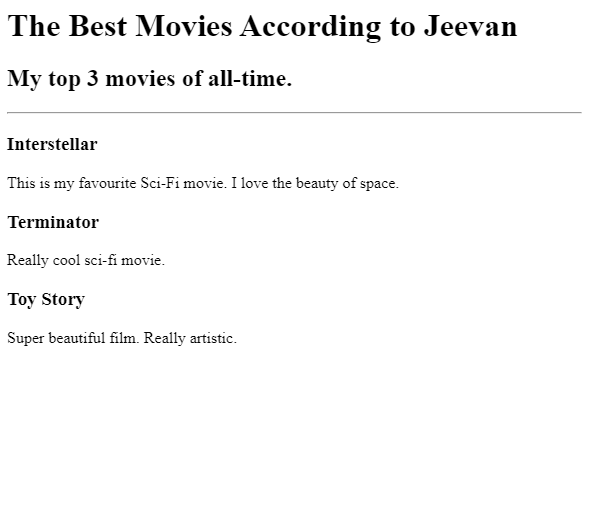 The Best Movies According to Jeevan
My top 3 movies of all-time.
Interstellar
This is my favourite Sci-Fi movie. I love the beauty of space.
Terminator
Really cool sci-fi movie.
Toy Story
Super beautiful film. Really artistic.